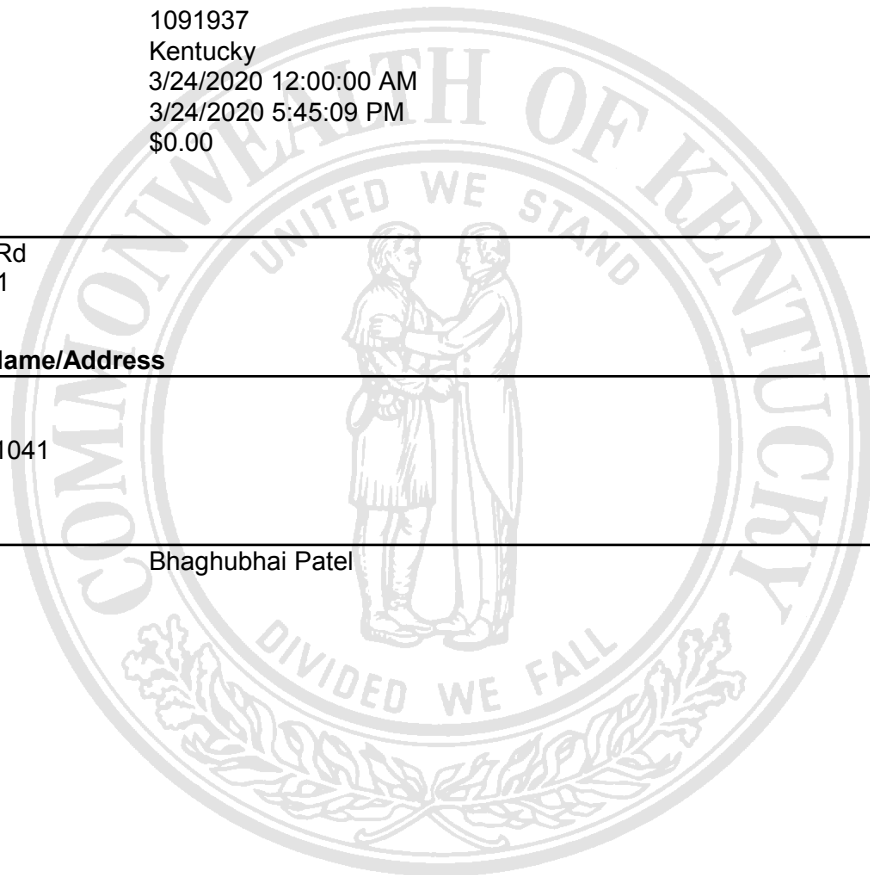 1091937
Kentucky
3/24/2020 12:00:00 AM
3/24/2020 5:45:09 PM
$0.00
Rd
1
lame/Address
1041
Bhaghubhai Patel
COMMONWEALTH OF KENTUCKY
UNITED WE STAND
DIVIDED WE FALL